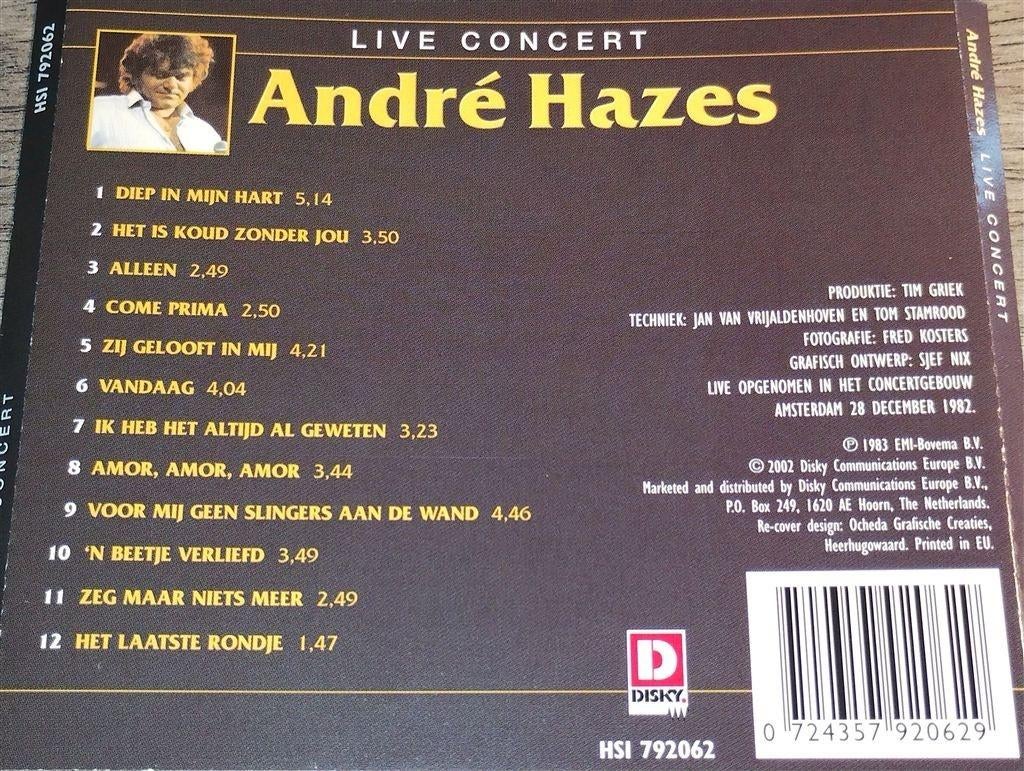 HSI 792062
LIVE CONCERT
André Hazes
1 DIEP IN MIJN HART 5,14
2 HET IS KOUD ZONDER JOU 3,50
3 ALLEEN 2,49
4 COME PRIMA 2,50
5 ZIJ GELOOFT IN MIJ 4,21
6 VANDAAG 4,04
7 IK HEB HET ALTIJD AL GEWETEN 3,23
8 AMOR, AMOR, AMOR 3,44
9 VOOR MIJ GEEN SLINGERS AAN DE WAND 4,46
10 'N BEETJE VERLIEFD 3,49
11 ZEG MAAR NIETS MEER 2,49
12 HET LAATSTE RONDJE 1,47
PRODUKTIE: TIM GRIEK
TECHNIEK: JAN VAN VRIJALDENHOVEN EN TOM STAMROOD
FOTOGRAFIE: FRED KOSTERS
GRAFISCH ONTWERP: SJEF NIX
LIVE OPGENOMEN IN HET CONCERTGEBOUW
AMSTERDAM 28 DECEMBER 1982.
℗ 1983 EMI-Bovema B.V.
© 2002 Disky Communications Europe B.V.
Marketed and distributed by Disky Communications Europe B.V.,
P.O. Box 249, 1620 AE Hoorn, The Netherlands.
Re-cover design: Ocheda Grafische Creaties,
Heerhugowaard. Printed in EU.
D
DISKY
HSI 792062
0 724357 920629
André Hazes LIVE CONCERT